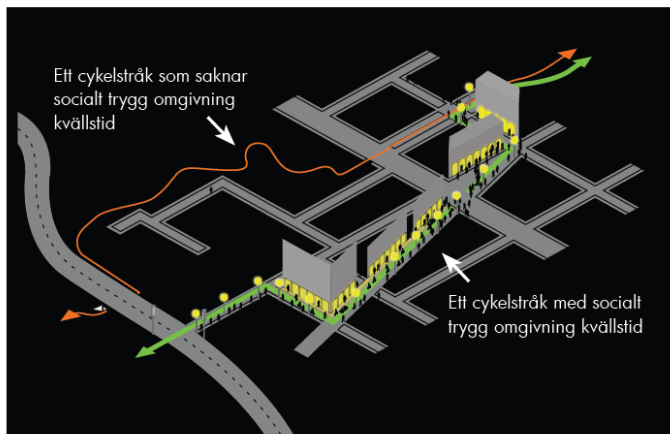 Ett cykelstråk som saknar
socialt trygg omgivning
kvällstid
Ett cykelstråk med socialt
trygg omgivning kvällstid